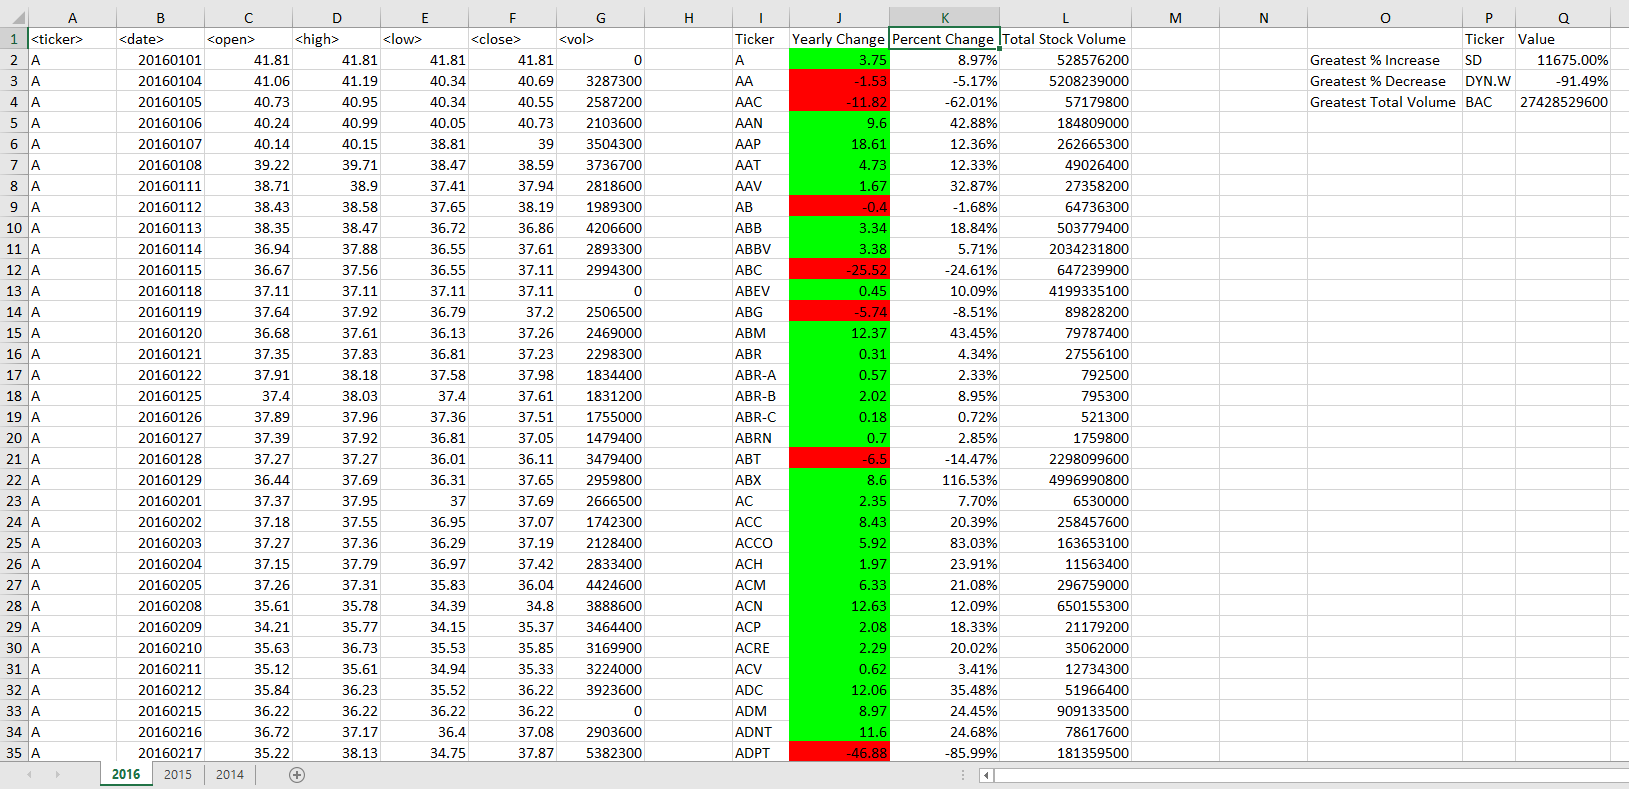 A B C D E F G H I J K L M N O P Q
1 <ticker> <date> <open> <high> <low> <close> <vol> Ticker Yearly Change Percent Change Total Stock Volume Ticker Value
2 A 20160101 41.81 41.81 41.81 41.81 0 A 3.75 8.97% 528576200 Greatest % Increase SD 11675.00%
3 A 20160104 41.06 41.19 40.34 40.69 3287300 AA -1.53 -5.17% 5208239000 Greatest % Decrease DYN.W -91.49%
4 A 20160105 40.73 40.95 40.34 40.55 2587200 AAC -11.82 -62.01% 57179800 Greatest Total Volume BAC 27428529600
5 A 20160106 40.24 40.99 40.05 40.73 2103600 AAN 9.6 42.88% 184809000
6 A 20160107 40.14 40.15 38.81 39 3504300 AAP 18.61 12.36% 262665300
7 A 20160108 39.22 39.71 38.47 38.59 3736700 AAT 4.73 12.33% 49026400
8 A 20160111 38.71 38.9 37.41 37.94 2818600 AAV 1.67 32.87% 27358200
9 A 20160112 38.43 38.58 37.65 38.19 1989300 AB -0.4 -1.68% 64736300
10 A 20160113 38.35 38.47 36.72 36.86 4206600 ABB 3.34 18.84% 503779400
11 A 20160114 36.94 37.88 36.55 37.61 2893300 ABBV 3.38 5.71% 2034231800
12 A 20160115 36.67 37.56 36.55 37.11 2994300 ABC -25.52 -24.61% 647239900
13 A 20160118 37.11 37.11 37.11 37.11 0 ABEV 0.45 10.09% 4199335100
14 A 20160119 37.64 37.92 36.79 37.2 2506500 ABG -5.74 -8.51% 89828200
15 A 20160120 36.68 37.61 36.13 37.26 2469000 ABM 12.37 43.45% 79787400
16 A 20160121 37.35 37.83 36.81 37.23 2298300 ABR 0.31 4.34% 27556100
17 A 20160122 37.91 38.18 37.58 37.98 1834400 ABR-A 0.57 2.33% 792500
18 A 20160125 37.4 38.03 37.4 37.61 1831200 ABR-B 2.02 8.95% 795300
19 A 20160126 37.89 37.96 37.36 37.51 1755000 ABR-C 0.18 0.72% 521300
20 A 20160127 37.39 37.92 36.81 37.05 1479400 ABRN 0.7 2.85% 1759800
21 A 20160128 37.27 37.27 36.01 36.11 3479400 ABT -6.5 -14.47% 2298099600
22 A 20160129 36.44 37.69 36.31 37.65 2959800 ABX 8.6 116.53% 4996990800
23 A 20160201 37.37 37.95 37 37.69 2666500 AC 2.35 7.70% 6530000
24 A 20160202 37.18 37.55 36.95 37.07 1742300 ACC 8.43 20.39% 258457600
25 A 20160203 37.27 37.36 36.29 37.19 2128400 ACCO 5.92 83.03% 163653100
26 A 20160204 37.15 37.79 36.97 37.42 2833400 ACH 1.97 23.91% 11563400
27 A 20160205 37.26 37.31 35.83 36.04 4424600 ACM 6.33 21.08% 296759000
28 A 20160208 35.61 35.78 34.39 34.8 3888600 ACN 12.63 12.09% 650155300
29 A 20160209 34.21 35.77 34.15 35.37 3464400 ACP 2.08 18.33% 21179200
30 A 20160210 35.63 36.73 35.53 35.85 3169900 ACRE 2.29 20.02% 35062000
31 A 20160211 35.12 35.61 34.94 35.33 3224000 ACV 0.62 3.41% 12734300
32 A 20160212 35.84 36.23 35.52 36.22 3923600 ADC 12.06 35.48% 51966400
33 A 20160215 36.22 36.22 36.22 36.22 0 ADM 8.97 24.45% 909133500
34 A 20160216 36.72 37.17 36.4 37.08 2903600 ADNT 11.6 24.68% 78617600
35 A 20160217 35.22 38.13 34.75 37.87 5382300 ADPT -46.88 -85.99% 181359500
2016 2015 2014